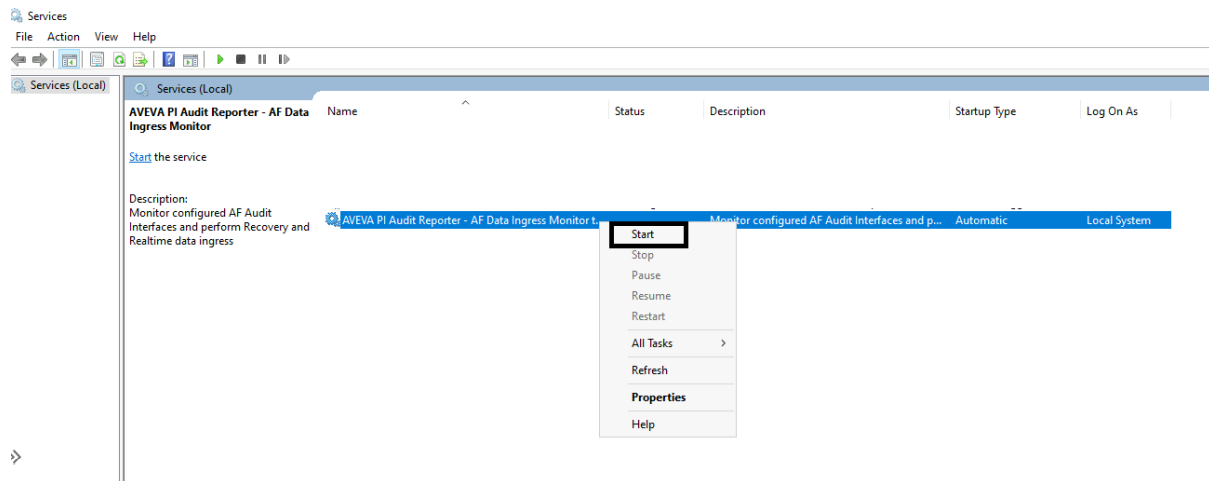 Services
File Action View Help
Services (Local)
Services (Local)
AVEVA PI Audit Reporter - AF Data
Ingress Monitor
Start the service
Description:
Monitor configured AF Audit
Interfaces and perform Recovery and
Realtime data ingress
Name Status Description Startup Type Log On As
AVEVA PI Audit Reporter - AF Data Ingress Monitor t... Monitor configured AF Audit Interfaces and p... Automatic Local System
Start
Stop
Pause
Resume
Restart
All Tasks
Refresh
Properties
Help